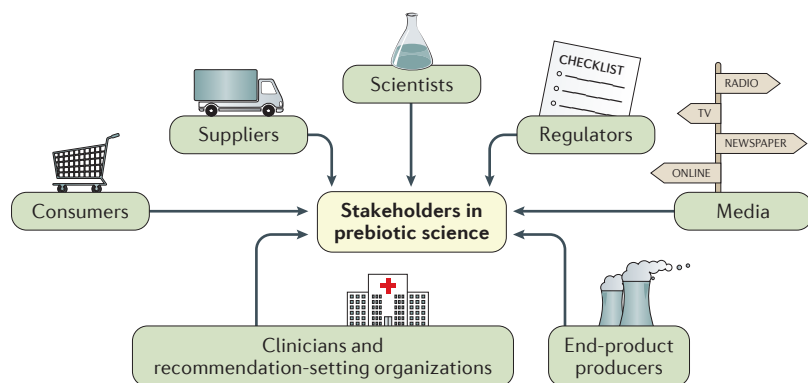 CHECKLIST
RADIO
TV
NEWSPAPER
ONLINE
Scientists
Suppliers
Regulators
Consumers
Stakeholders in
prebiotic science
Media
Clinicians and
recommendation-setting organizations
End-product
producers